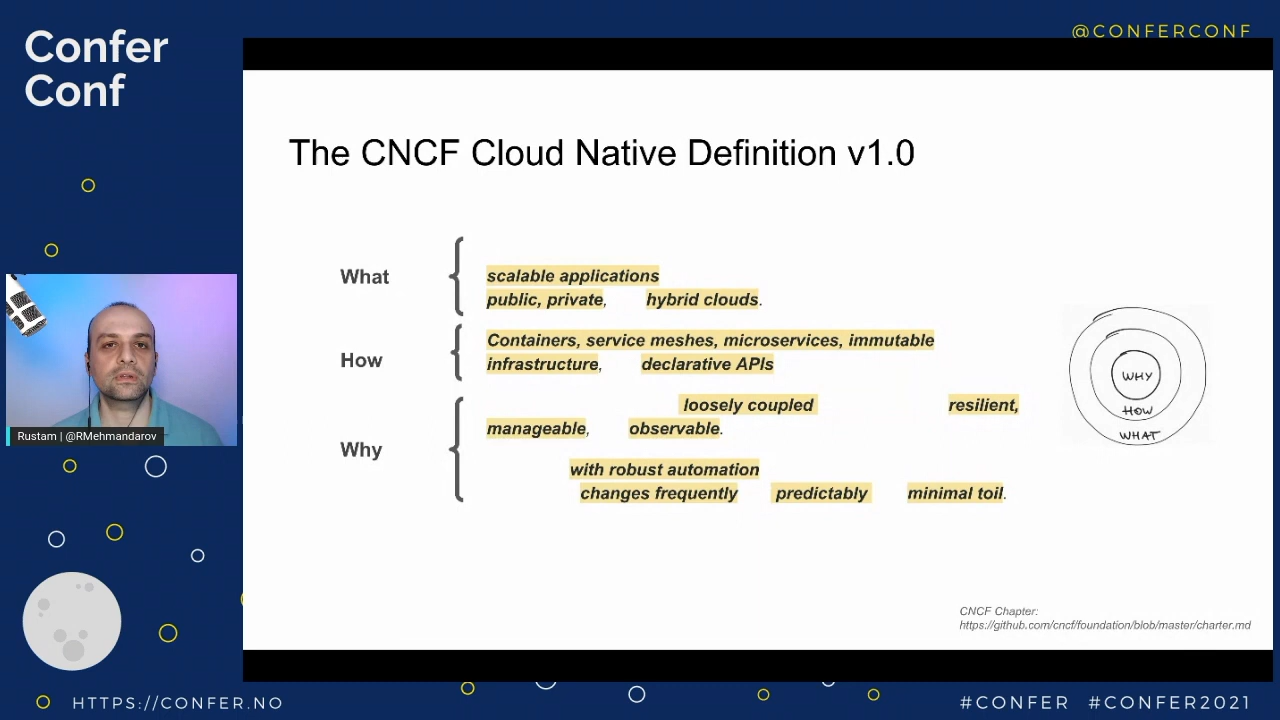 Confer
Conf
@CONFERCONF
The CNCF Cloud Native Definition v1.0
What
scalable applications
public, private, hybrid clouds.
How
Containers, service meshes, microservices, immutable
infrastructure, declarative APIs
Why
loosely coupled resilient,
manageable, observable.
with robust automation
changes frequently predictably minimal toil.
WHY
HOW
WHAT
Rustam | @RMehmandarov
CNCF Chapter:
https://github.com/cncf/foundation/blob/master/charter.md
HTTPS://CONFER.NO
#CONFER #CONFER2021